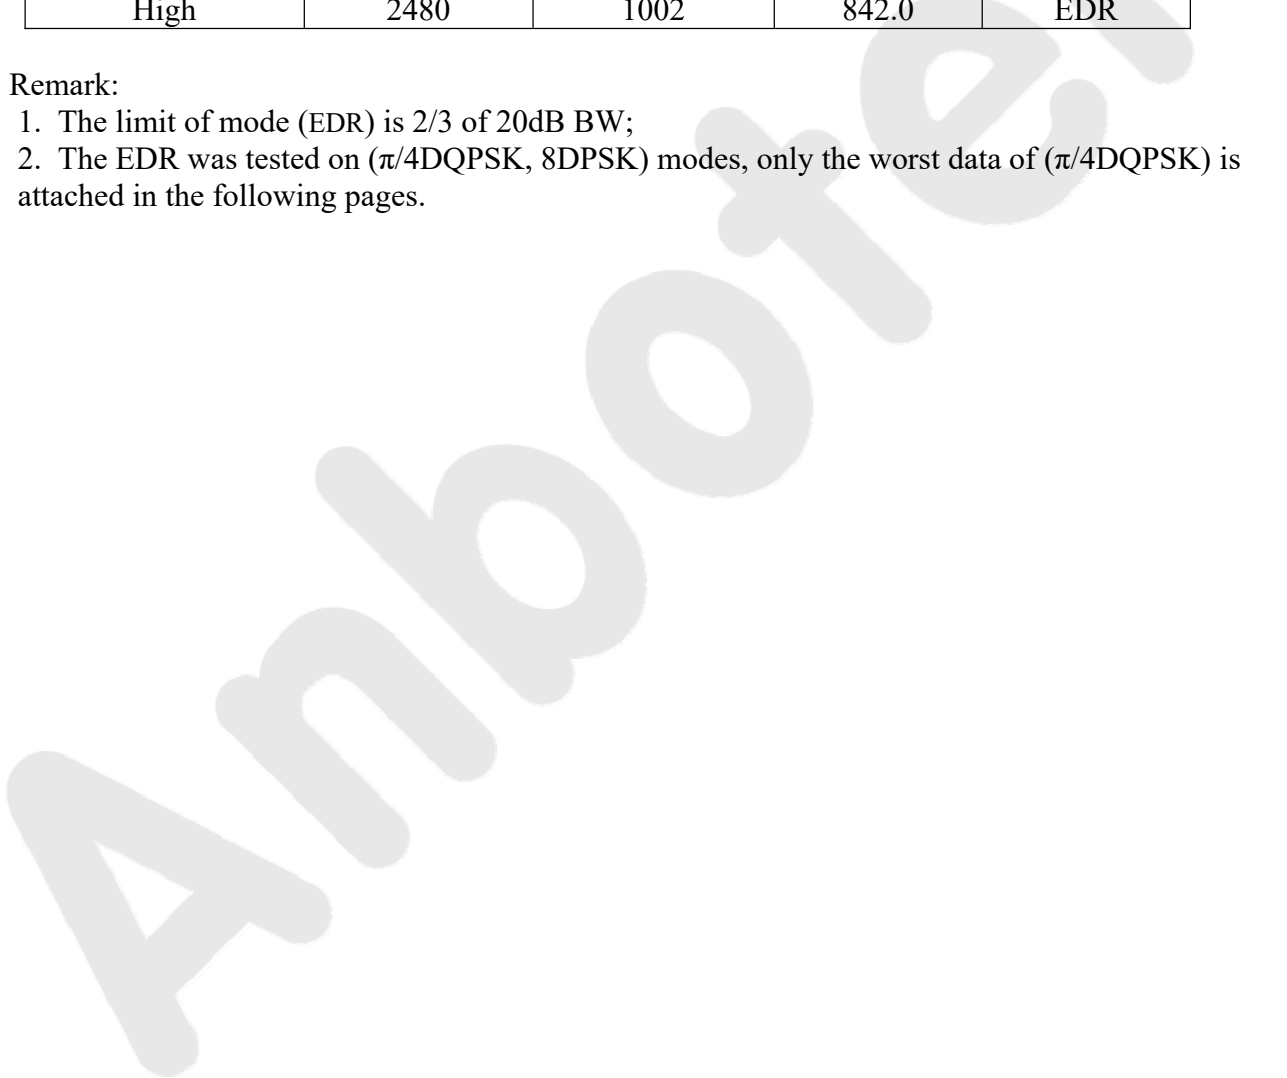 High 2480 1002 842.0 EDR
Remark:
1. The limit of mode (EDR) is 2/3 of 20dB BW;
2. The EDR was tested on (π/4DQPSK, 8DPSK) modes, only the worst data of (π/4DQPSK) is
attached in the following pages.
Anbote